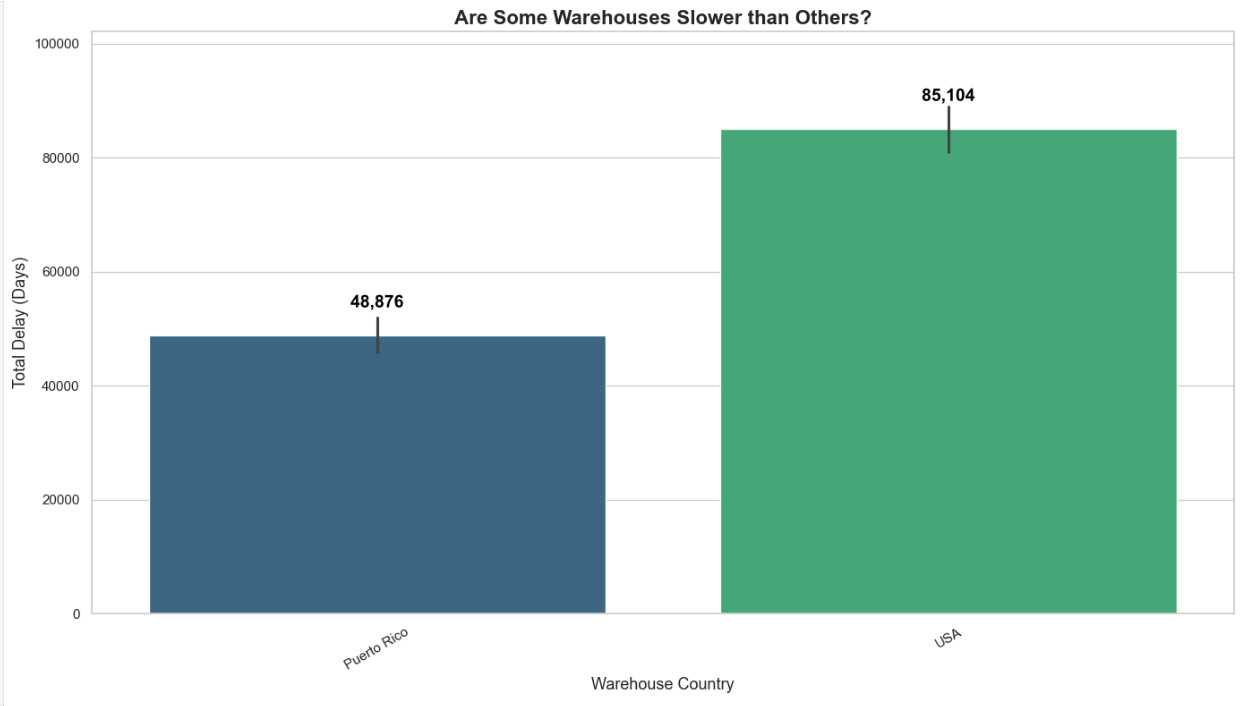 Are Some Warehouses Slower than Others?
100000
80000
60000
40000
20000
0
Total Delay (Days)
48,876
85,104
Puerto Rico
USA
Warehouse Country